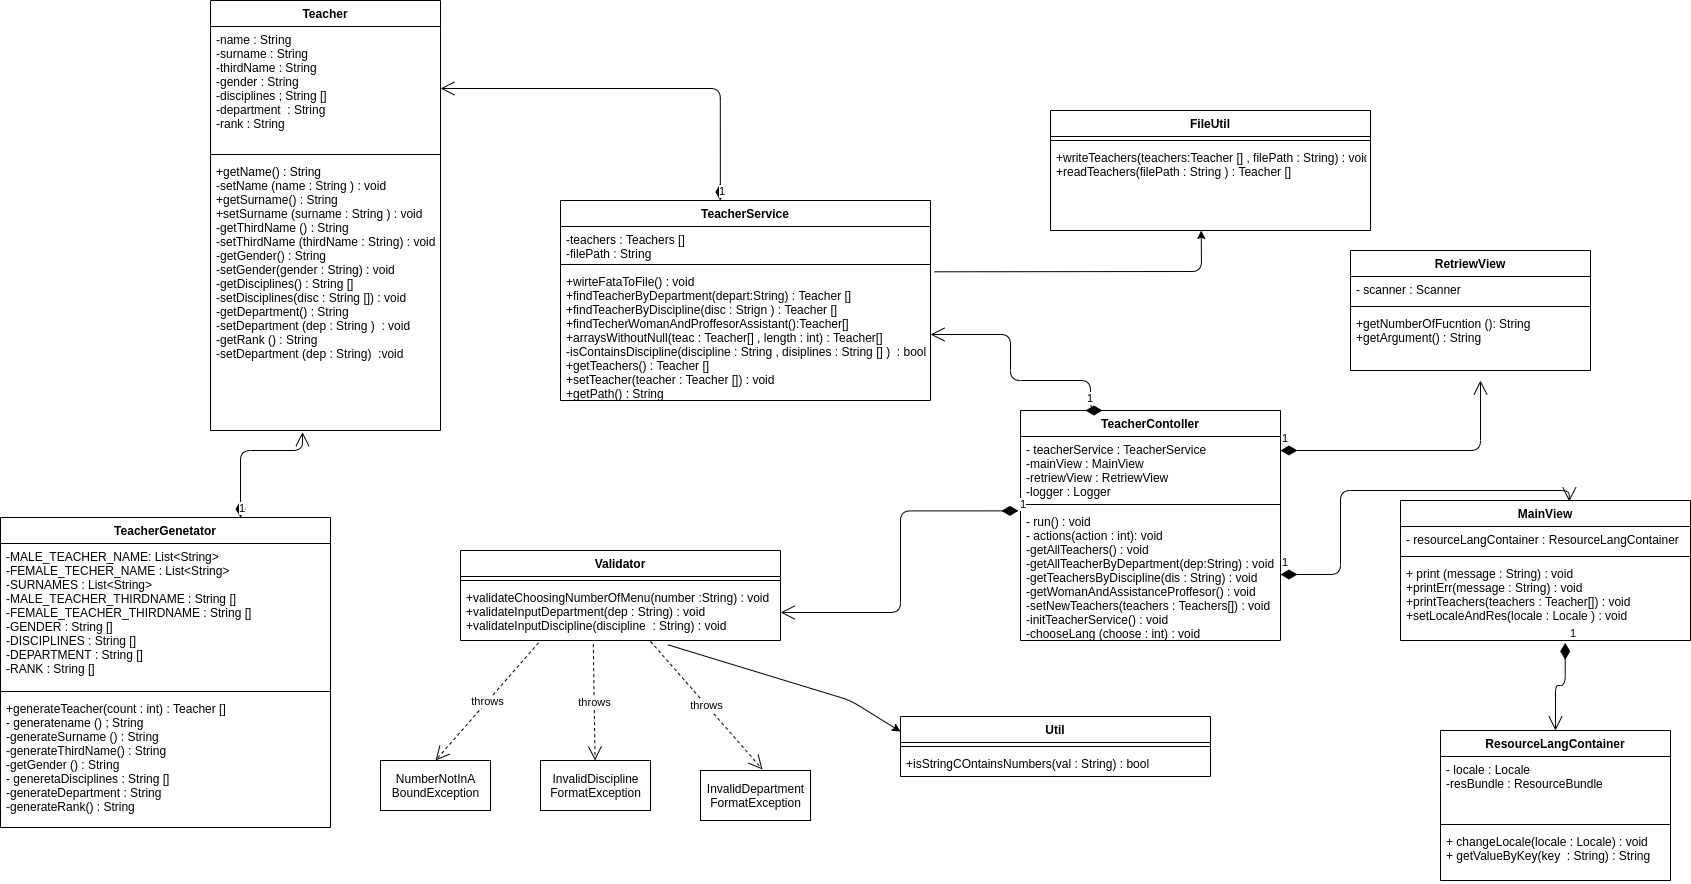 Teacher
-name : String
-surname : String
-thirdName : String
-gender : String
-disciplines ; String []
-department  : String
-rank : String
+getName() : String
-setName (name : String ) : void
+getSurname() : String
+setSurname (surname : String ) : void
-getThirdName () : String
-setThirdName (thirdName : String) : void
-getGender() : String
-setGender(gender : String) : void
-getDisciplines() : String []
-setDisciplines(disc : String []) : void
-getDepartment() : String
-setDepartment (dep : String )  : void
-getRank () : String
-setDepartment (dep : String)  :void
1
TeacherService
-teachers : Teachers []
-filePath : String
+wirteFataToFile() : void
+findTeacherByDepartment(depart:String) : Teacher []
+findTeacherByDiscipline(disc : Strign ) : Teacher []
+findTecherWomanAndProffesorAssistant():Teacher[]
+arraysWithoutNull(teac : Teacher[] , length : int) : Teacher[]
-isContainsDiscipline(discipline : String , disiplines : String [] )  : bool
+getTeachers() : Teacher []
+setTeacher(teacher : Teacher []) : void
+getPath() : String
FileUtil
+writeTeachers(teachers:Teacher [] , filePath : String) : void
+readTeachers(filePath : String ) : Teacher []
RetriewView
- scanner : Scanner
+getNumberOfFucntion (): String
+getArgument() : String
1
TeacherContoller
- teacherService : TeacherService
-mainView : MainView
-retriewView : RetriewView
-logger : Logger
- run() : void
- actions(action : int): void
-getAllTeachers() : void
-getAllTeacherByDepartment(dep:String) : void
-getTeachersByDiscipline(dis : String) : void
-getWomanAndAssistanceProffesor() : void
-setNewTeachers(teachers : Teachers[]) : void
-initTeacherService() : void
-chooseLang (choose : int) : void
1
1
1
MainView
- resourceLangContainer : ResourceLangContainer
+ print (message : String) : void
+printErr(message : String) : void
+printTeachers(teachers : Teacher[]) : void
+setLocaleAndRes(locale : Locale ) : void
1
1
TeacherGenetator
-MALE_TEACHER_NAME: List<String>
-FEMALE_TECHER_NAME : List<String>
-SURNAMES : List<String>
-MALE_TEACHER_THIRDNAME : String []
-FEMALE_TEACHER_THIRDNAME : String []
-GENDER : String []
-DISCIPLINES : String []
-DEPARTMENT : String []
-RANK : String []
+generateTeacher(count : int) : Teacher []
- generatename () ; String
-generateSurname () : String
-generateThirdName() : String
-getGender () : String
- generetaDisciplines : String []
-generateDepartment : String
-generateRank() : String
Validator
+validateChoosingNumberOfMenu(number :String) : void
+validateInputDepartment(dep : String) : void
+validateInputDiscipline(discipline  : String) : void
throws
throws
throws
NumberNotInA
BoundException
InvalidDiscipline
FormatException
InvalidDepartment
FormatException
Util
+isStringCOntainsNumbers(val : String) : bool
ResourceLangContainer
- locale : Locale
-resBundle : ResourceBundle
+ changeLocale(locale : Locale) : void
+ getValueByKey(key  : String) : String